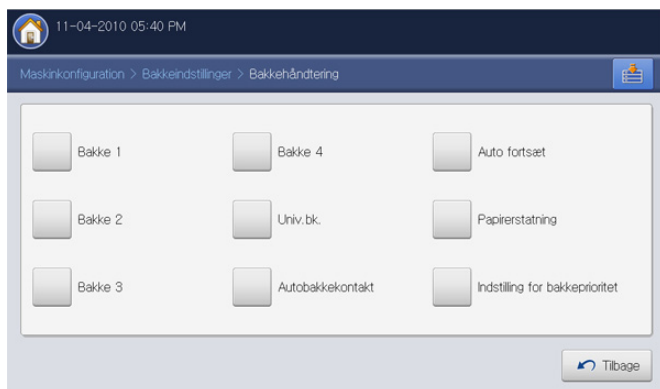 11-04-2010 05:40 PM
Maskinkonfiguration > Bakkeindstillinger > Bakkehåndtering
Bakke 1
Bakke 4
Auto fortsæt
Bakke 2
Univ.bk.
Papirerstatning
Bakke 3
Autobakkekontakt
Indstilling for bakkeprioritet
Tilbage